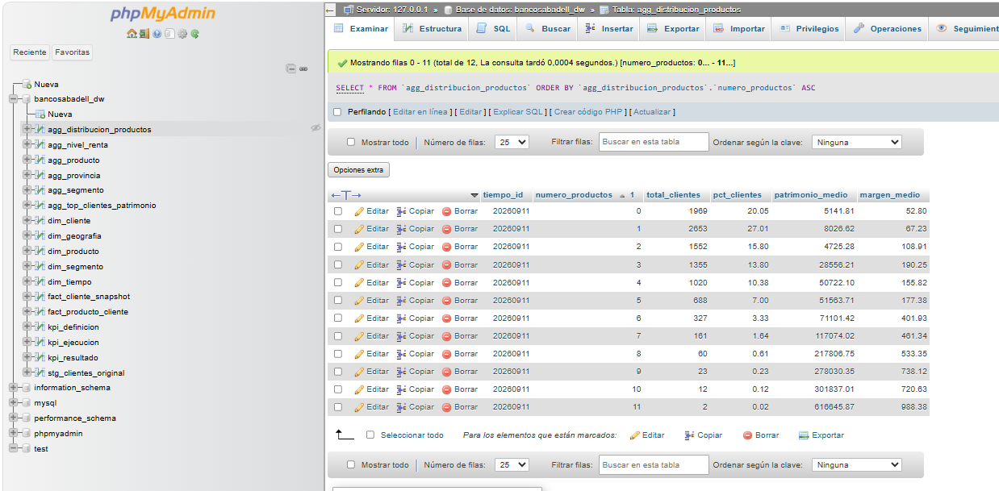 phpMyAdmin
Reciente Favoritas
Nueva
bancosabadell_dw
Nueva
agg_distribucion_productos
agg_nivel_renta
agg_producto
agg_provincia
agg_segmento
agg_top_clientes_patrimonio
dim_cliente
dim_geografia
dim_producto
dim_segmento
dim_tiempo
fact_cliente_snapshot
fact_producto_cliente
kpi_definicion
kpi_ejecucion
kpi_resultado
stg_clientes_original
information_schema
mysql
performance_schema
phpmyadmin
test
Servidor: 127.0.0.1 » Base de datos: bancosabadell_dw » Tabla: agg_distribucion_productos
Examinar Estructura SQL Buscar Insertar Exportar Importar Privilegios Operaciones Seguimient
Mostrando filas 0 - 11 (total de 12, La consulta tardó 0,0004 segundos.) [numero_productos: 0... - 11...]
SELECT * FROM `agg_distribucion_productos` ORDER BY `agg_distribucion_productos`.`numero_productos` ASC
Perfilando [ Editar en línea ] [ Editar ] [ Explicar SQL ] [ Crear código PHP ] [ Actualizar ]
Mostrar todo Número de filas: 25 Filtrar filas: Buscar en esta tabla Ordenar según la clave: Ninguna
Opciones extra
←T→ tiempo_id numero_productos 1 total_clientes pct_clientes patrimonio_medio margen_medio
Editar Copiar Borrar 20260911 0 1969 20.05 5141.81 52.80
Editar Copiar Borrar 20260911 1 2653 27.01 8026.62 67.23
Editar Copiar Borrar 20260911 2 1552 15.80 4725.28 108.91
Editar Copiar Borrar 20260911 3 1355 13.80 28556.21 190.25
Editar Copiar Borrar 20260911 4 1020 10.38 50722.10 155.82
Editar Copiar Borrar 20260911 5 688 7.00 51563.71 177.38
Editar Copiar Borrar 20260911 6 327 3.33 71101.42 401.93
Editar Copiar Borrar 20260911 7 161 1.64 117074.02 461.34
Editar Copiar Borrar 20260911 8 60 0.61 217806.75 533.35
Editar Copiar Borrar 20260911 9 23 0.23 278030.35 738.12
Editar Copiar Borrar 20260911 10 12 0.12 301837.01 720.63
Editar Copiar Borrar 20260911 11 2 0.02 616645.87 988.38
Seleccionar todo Para los elementos que están marcados: Editar Copiar Borrar Exportar
Mostrar todo Número de filas: 25 Filtrar filas: Buscar en esta tabla Ordenar según la clave: Ninguna